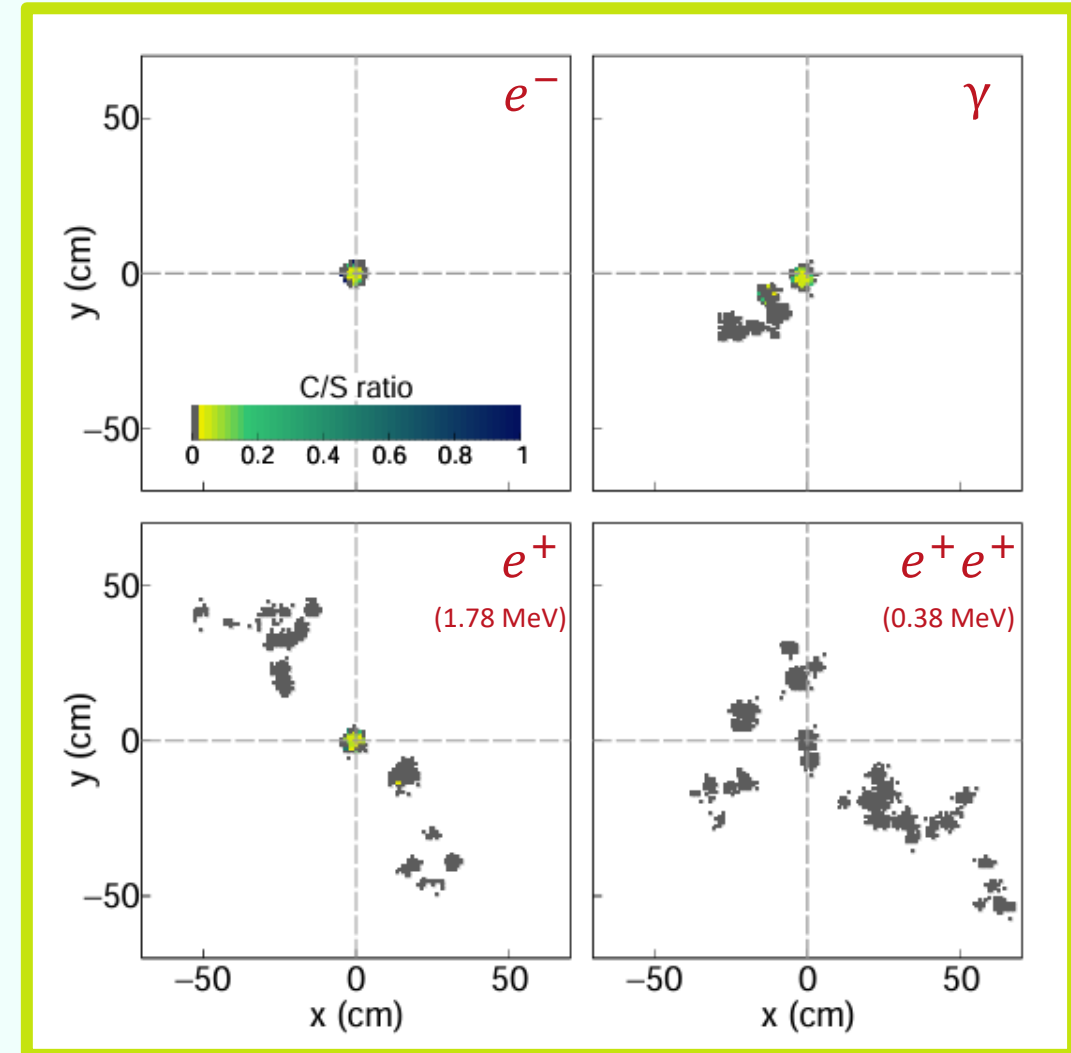 e⁻
γ
50
0
−50
y (cm)
C/S ratio
0 0.2 0.4 0.6 0.8 1
e⁺
(1.78 MeV)
e⁺e⁺
(0.38 MeV)
50
0
−50
y (cm)
−50 0 50
−50 0 50
x (cm)
x (cm)